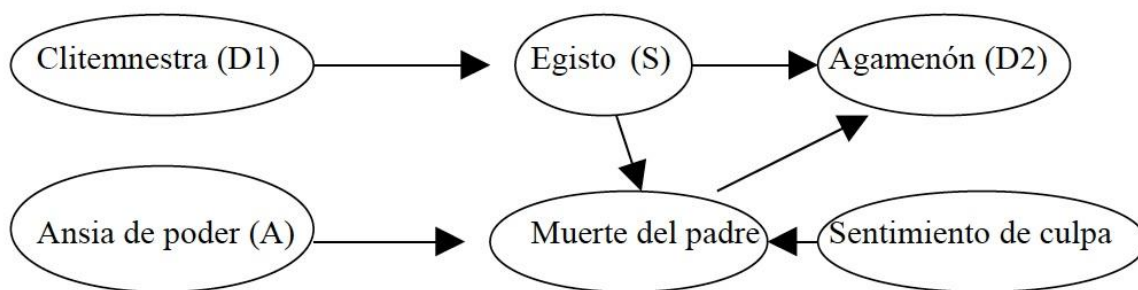 Clitemnestra (D1)
Egisto (S)
Agamenón (D2)
Ansia de poder (A)
Muerte del padre
Sentimiento de culpa